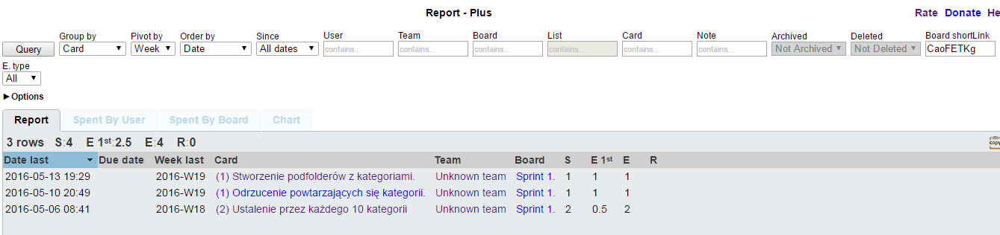 Report - Plus Rate Donate He
Group by Pivot by Order by Since User Team Board List Card Note Archived Deleted Board shortLink
Query Card Week Date All dates contains... contains... contains... contains... contains... contains... Not Archived Not Deleted CaoFETKg
E. type
All
Options
Report Spent By User Spent By Board Chart
3 rows S:4 E 1st:2.5 E:4 R:0 copy
Date last Due date Week last Card Team Board S E 1st E R
2016-05-13 19:29 2016-W19 (1) Stworzenie podfolderów z kategoriami. Unknown team Sprint 1. 1 1 1
2016-05-10 20:49 2016-W19 (1) Odrzucenie powtarzających się kategorii. Unknown team Sprint 1. 1 1 1
2016-05-06 08:41 2016-W18 (2) Ustalenie przez każdego 10 kategorii Unknown team Sprint 1. 2 0.5 2